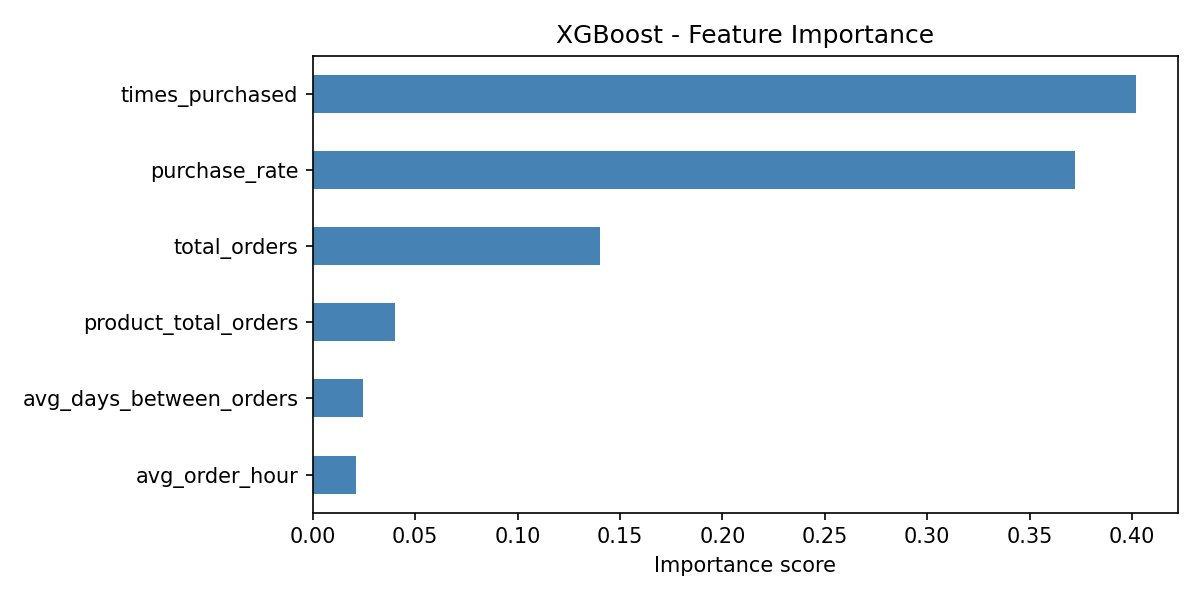 XGBoost - Feature Importance
times_purchased
purchase_rate
total_orders
product_total_orders
avg_days_between_orders
avg_order_hour
0.00 0.05 0.10 0.15 0.20 0.25 0.30 0.35 0.40
Importance score